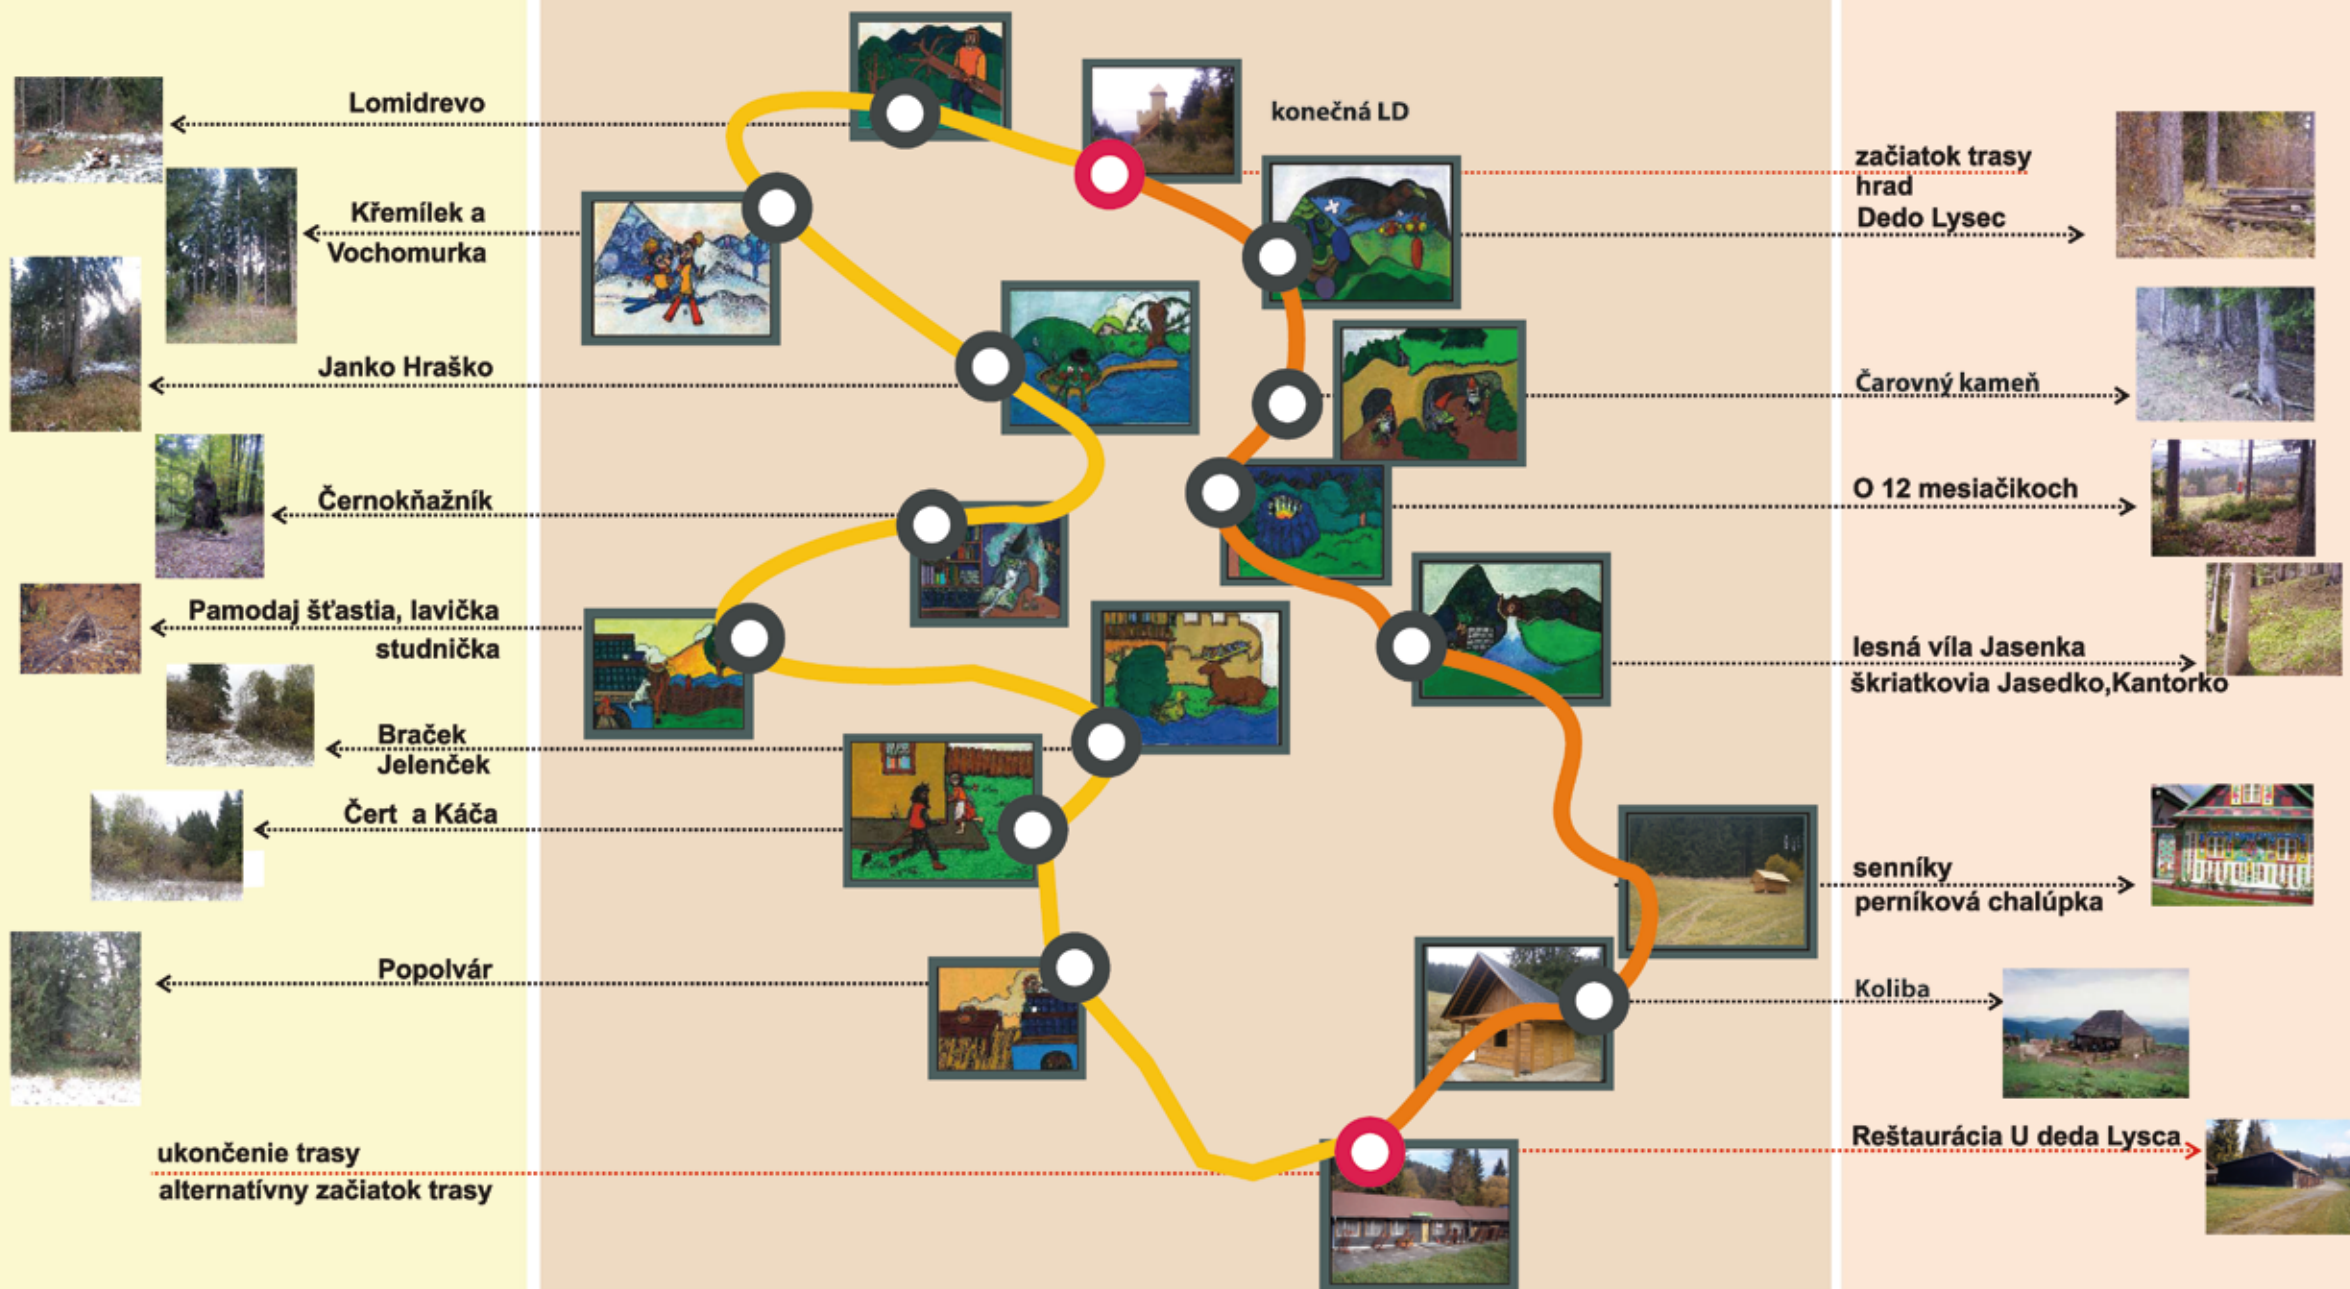 Lomidrevo
Křemílek a
Vochomurka
Janko Hraško
Černokňažník
Pamodaj šťastia, lavička
studnička
Braček
Jelenček
Čert a Káča
Popolvár
ukončenie trasy
alternatívny začiatok trasy
konečná LD
začiatok trasy
hrad
Dedo Lysec
Čarovný kameň
O 12 mesiačikoch
lesná víla Jasenka
škriatkovia Jasedko,Kantorko
senníky
perníková chalúpka
Koliba
Reštaurácia U deda Lysca